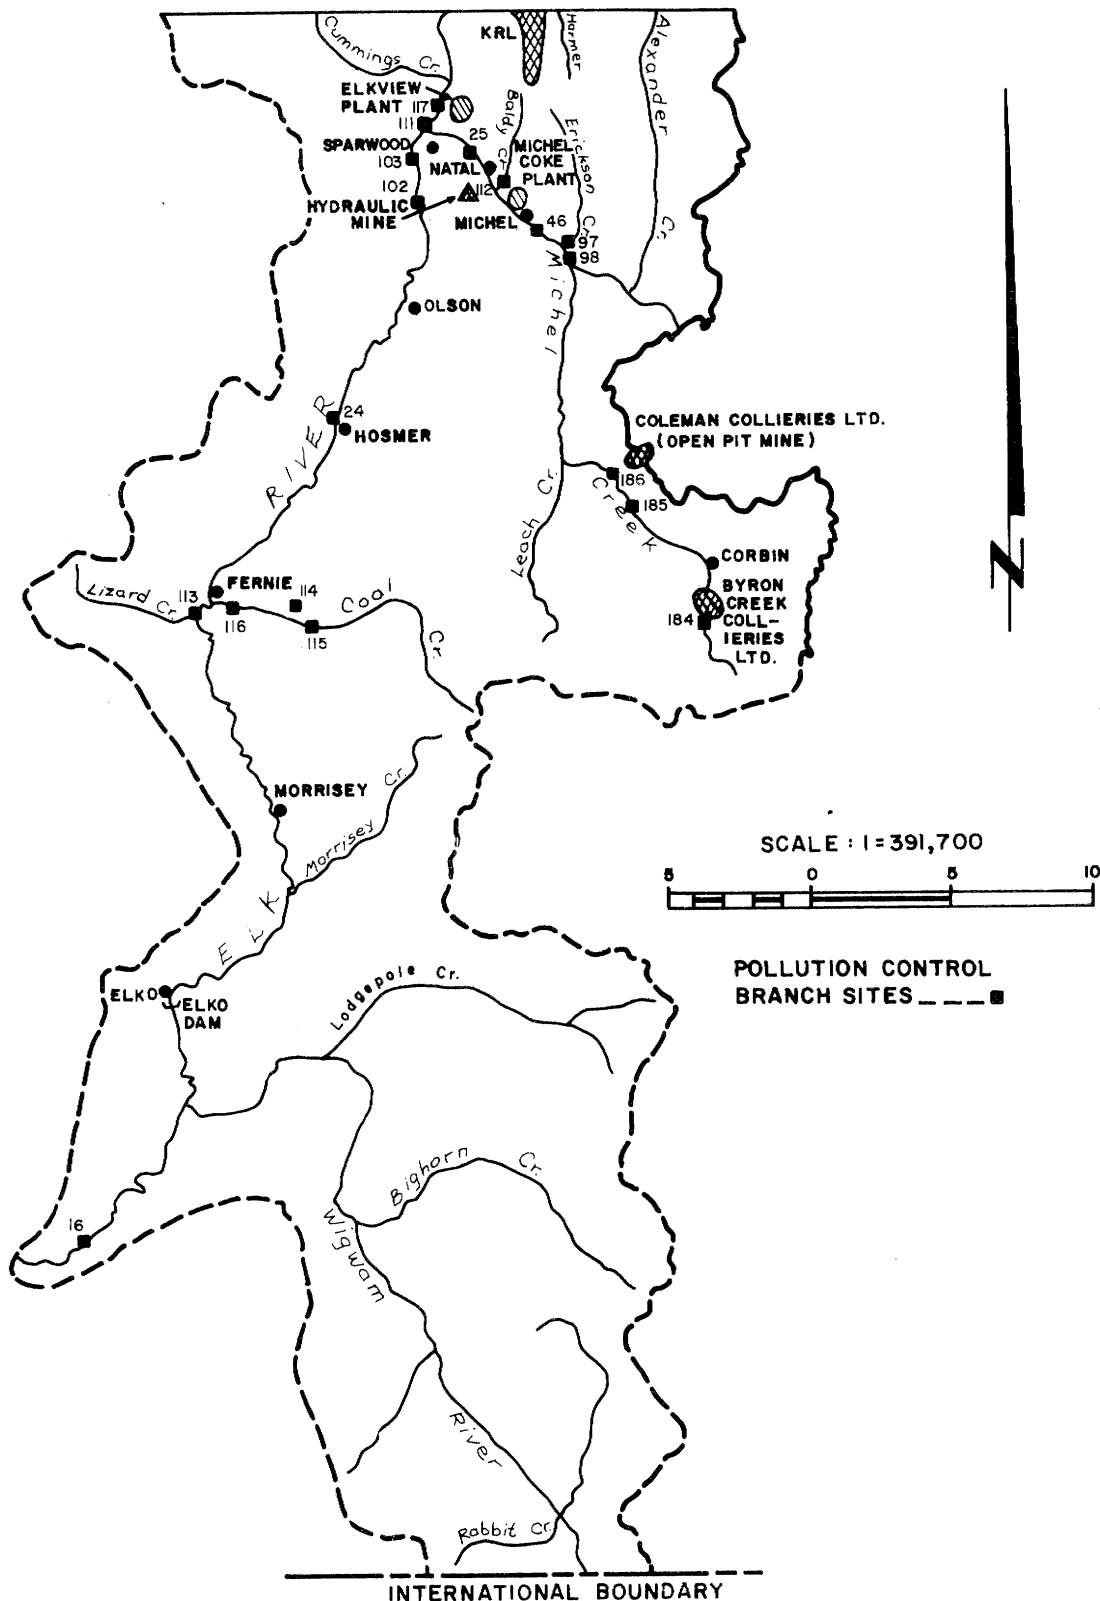 Cummings Cr.
KRL
Harmer
Alexander Cr.
ELKVIEW
PLANT
117
111
Baldy Cr.
Erickson Cr.
25
SPARWOOD
103
NATAL
MICHEL
COKE
PLANT
102
112
HYDRAULIC
MINE
MICHEL
46
97
98
Michel
OLSON
24
HOSMER
RIVER
COLEMAN COLLIERIES LTD.
(OPEN PIT MINE)
186
185
Creek
Leach Cr.
CORBIN
BYRON
CREEK
COLL-
IERIES
LTD.
184
Lizard Cr.
113
FERNIE
116
114
115
Coal Cr.
MORRISEY
Morrisey Cr.
ELK
SCALE : 1=391,700
5 0 5 10
POLLUTION CONTROL
BRANCH SITES___
ELKO
ELKO
DAM
Lodgepole Cr.
Bighorn Cr.
16
Wigwam
River
Rabbit Cr.
INTERNATIONAL BOUNDARY
N